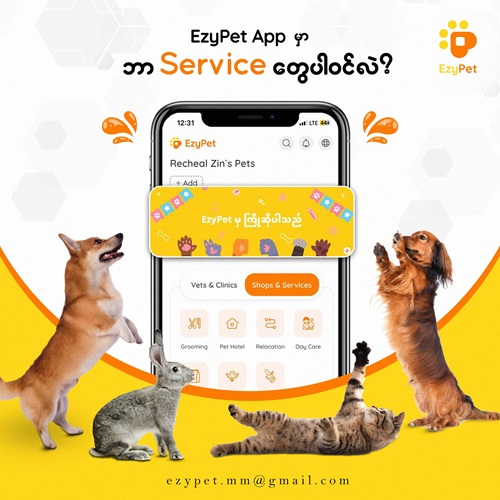 EzyPet App မှာ
ဘာ Service တွေပါဝင်လဲ?
EzyPet
12:31
LTE 44
EzyPet
Recheal Zin`s Pets
+ Add
EzyPet မှ ကြိုဆိုပါသည်
Vets & Clinics
Shops & Services
Grooming
Pet Hotel
Relocation
Day Care
ezypet.mm@gmail.com